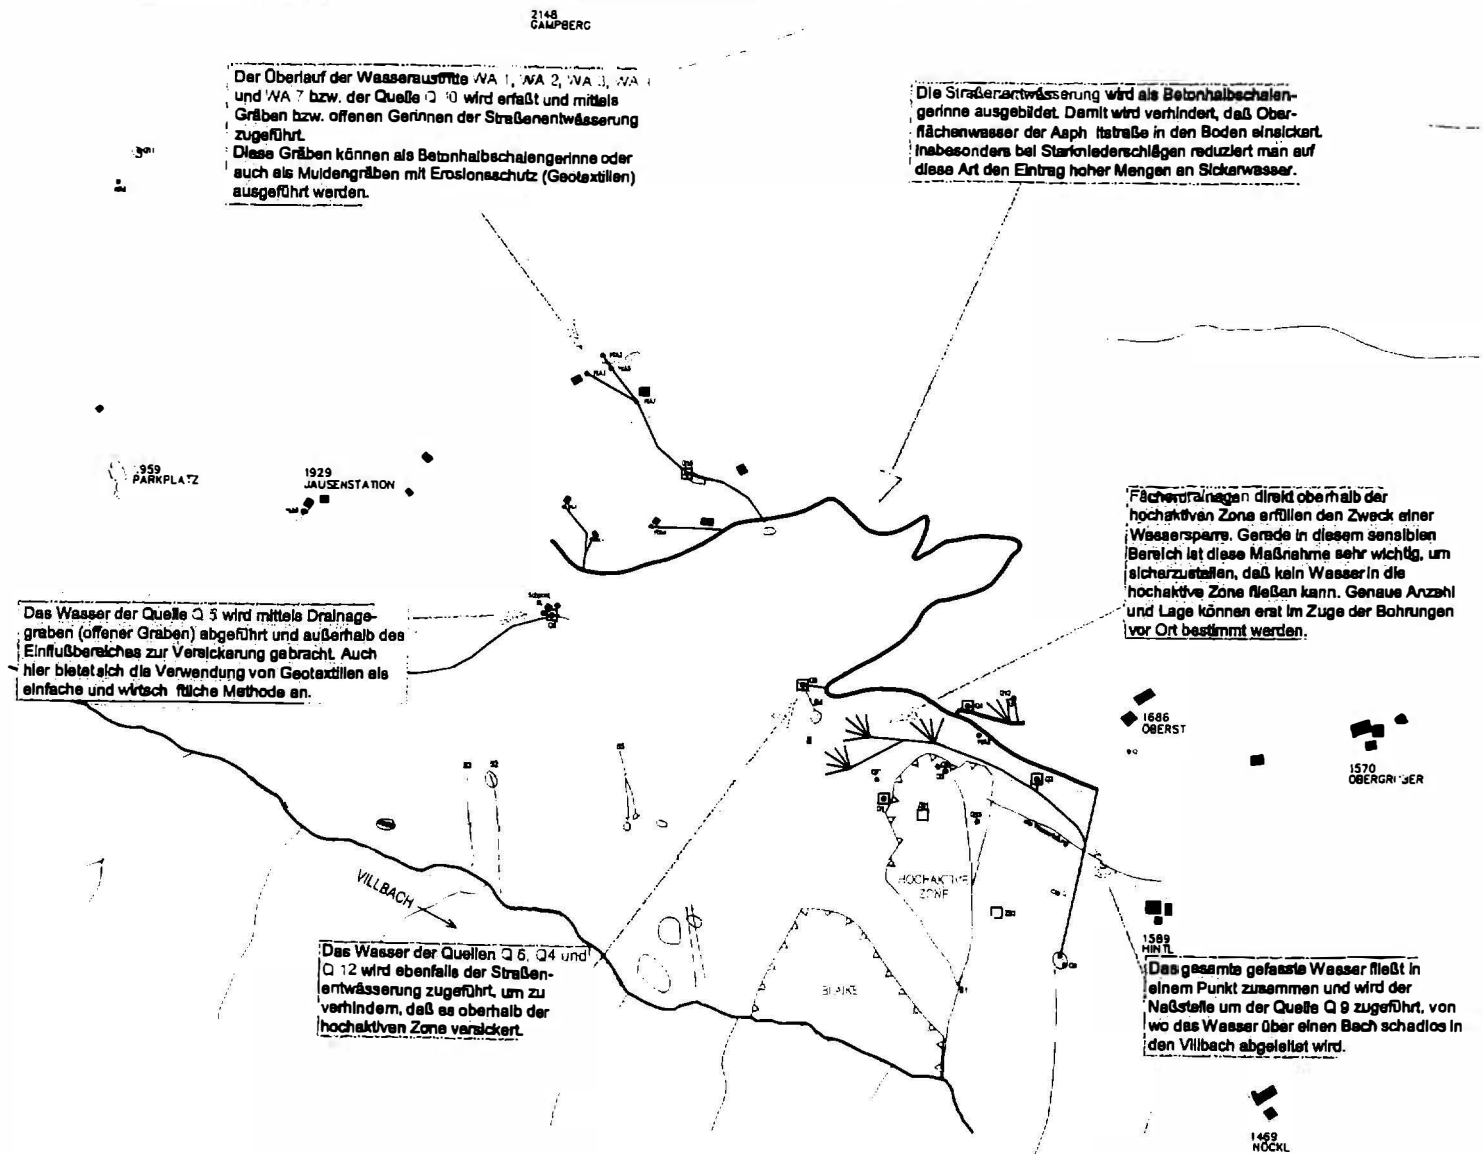 2148
GAMPBERG
Der Überlauf der Wasseraustritte WA 1, WA 2, WA 3, WA
und WA 7 bzw. der Quelle Q 10 wird erfaßt und mittels
Gräben bzw. offenen Gerinnen der Straßenentwässerung
zugeführt.
Diese Gräben können als Betonhalbschalengerinne oder
auch als Muldengräben mit Erosionsschutz (Geotextilien)
ausgeführt werden.
Die Straßenentwässerung wird als Betonhalbschalen-
gerinne ausgebildet. Damit wird verhindert, daß Ober-
flächenwasser der Asph ltstraße in den Boden einsickert.
Insbesonders bei Starkniederschlägen reduziert man auf
diese Art den Eintrag hoher Mengen an Sickerwasser.
1959
PARKPLATZ
1929
JAUSENSTATION
Fächerdrainagen direkt oberhalb der
hochaktiven Zone erfüllen den Zweck einer
Wassersperre. Gerade in diesem sensiblen
Bereich ist diese Maßnahme sehr wichtig, um
sicherzustellen, daß kein Wasser in die
hochaktive Zone fließen kann. Genaue Anzahl
und Lage können erst im Zuge der Bohrungen
vor Ort bestimmt werden.
Das Wasser der Quelle Q 5 wird mittels Drainage-
graben (offener Graben) abgeführt und außerhalb des
Einflußbereiches zur Versickerung gebracht. Auch
hier bietet sich die Verwendung von Geotextilien als
einfache und wirtsch ftliche Methode an.
1686
OBERST
1570
OBERGRUBER
VILLBACH
HOCHAKTIVE
ZONE
BLAIKE
1589
HINTL
Das Wasser der Quellen Q 6, Q4 und
Q 12 wird ebenfalls der Straßen-
entwässerung zugeführt, um zu
verhindern, daß es oberhalb der
hochaktiven Zone versickert.
Das gesamte gefasste Wasser fließt in
einem Punkt zusammen und wird der
Naßstelle um der Quelle Q 9 zugeführt, von
wo das Wasser über einen Bach schadlos in
den Villbach abgeleitet wird.
1469
NÖCKL